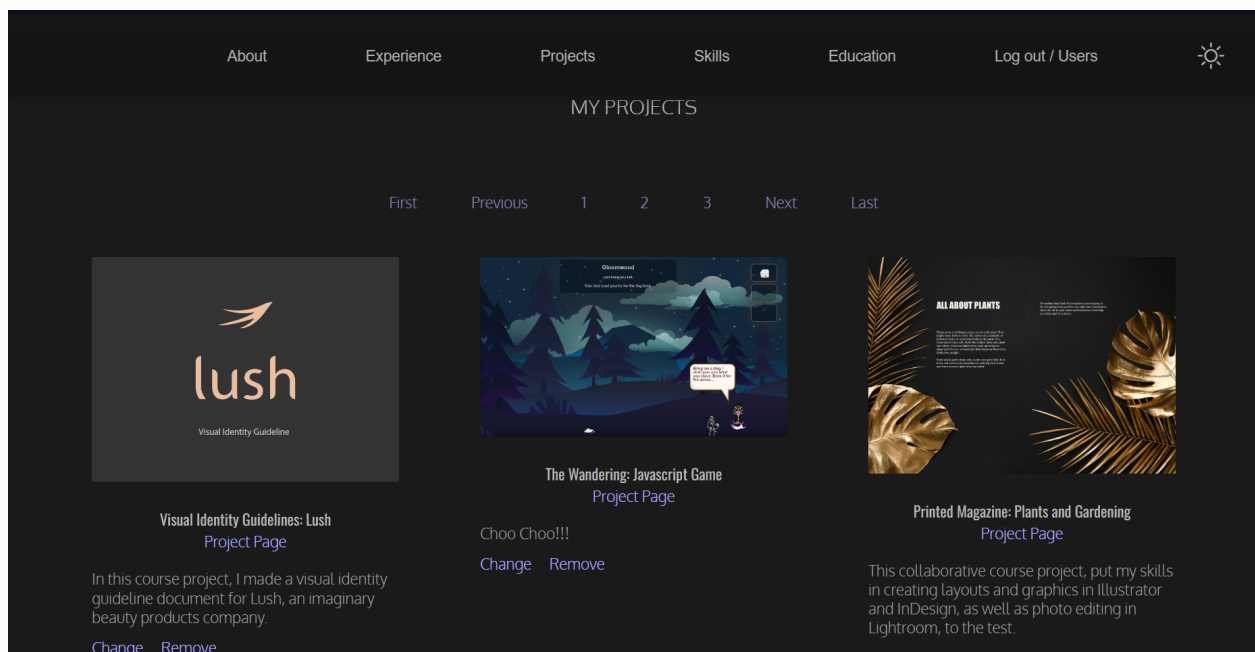 About Experience Projects Skills Education Log out / Users
MY PROJECTS
First Previous 1 2 3 Next Last
lush
Visual Identity Guideline
Visual Identity Guidelines: Lush
Project Page
In this course project, I made a visual identity
guideline document for Lush, an imaginary
beauty products company.
Change Remove
Gloomwood
The Wandering: Javascript Game
Project Page
Choo Choo!!!
Change Remove
ALL ABOUT PLANTS
Printed Magazine: Plants and Gardening
Project Page
This collaborative course project, put my skills
in creating layouts and graphics in Illustrator
and InDesign, as well as photo editing in
Lightroom, to the test.